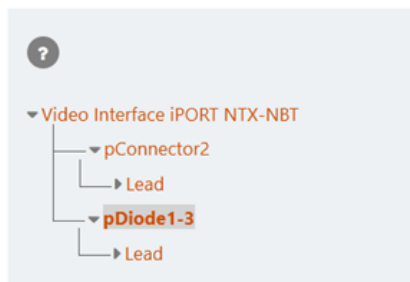 ?
Video Interface iPORT NTX-NBT
pConnector2
Lead
pDiode1-3
Lead